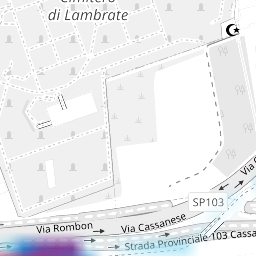 Cimitero
di Lambrate
SP103
Via Rombon
Via Cassanese
Strada Provinciale 103 Cassa